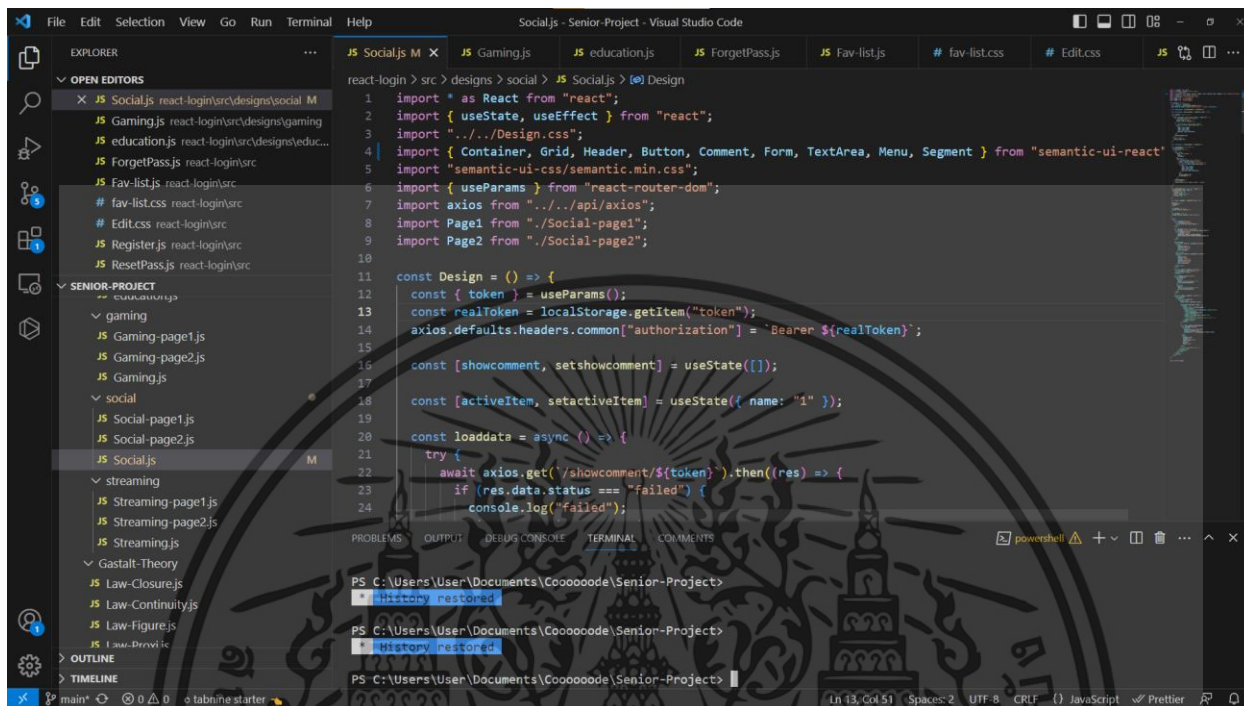 File Edit Selection View Go Run Terminal Help Social.js - Senior-Project - Visual Studio Code
EXPLORER
OPEN EDITORS
JS Social.js react-login\src\designs\social M
JS Gaming.js react-login\src\designs\gaming
JS education.js react-login\src\designs\educ...
JS ForgetPass.js react-login\src
JS Fav-list.js react-login\src
# fav-list.css react-login\src
# Edit.css react-login\src
JS Register.js react-login\src
JS ResetPass.js react-login\src
SENIOR-PROJECT
JS education.js
gaming
JS Gaming-page1.js
JS Gaming-page2.js
JS Gaming.js
social
JS Social-page1.js
JS Social-page2.js
JS Social.js M
streaming
JS Streaming-page1.js
JS Streaming-page2.js
JS Streaming.js
Gastalt-Theory
JS Law-Closure.js
JS Law-Continuity.js
JS Law-Figure.js
OUTLINE
TIMELINE
JS Social.js M JS Gaming.js JS education.js JS ForgetPass.js JS Fav-list.js # fav-list.css # Edit.css JS
react-login > src > designs > social > JS Social.js > Design
1 import * as React from "react";
2 import { useState, useEffect } from "react";
3 import "../../Design.css";
4 import { Container, Grid, Header, Button, Comment, Form, TextArea, Menu, Segment } from "semantic-ui-react"
5 import "semantic-ui-css/semantic.min.css";
6 import { useParams } from "react-router-dom";
7 import axios from "../../api/axios";
8 import Page1 from "./Social-page1";
9 import Page2 from "./Social-page2";
10
11 const Design = () => {
12 const { token } = useParams();
13 const realToken = localStorage.getItem("token");
14 axios.defaults.headers.common["authorization"] = `Bearer ${realToken}`;
15
16 const [showcomment, setshowcomment] = useState([]);
17
18 const [activeItem, setactiveItem] = useState({ name: "1" });
19
20 const loaddata = async () => {
21 try {
22 await axios.get(`/showcomment/${token}`).then((res) => {
23 if (res.data.status === "failed") {
24 console.log("failed");
PROBLEMS OUTPUT DEBUG CONSOLE TERMINAL COMMENTS powershell
PS C:\Users\User\Documents\Coooooode\Senior-Project>
* History restored
PS C:\Users\User\Documents\Coooooode\Senior-Project>
* History restored
PS C:\Users\User\Documents\Coooooode\Senior-Project>
main* 0 0 tabnine starter Ln 13, Col 51 Spaces: 2 UTF-8 CRLF {} JavaScript Prettier